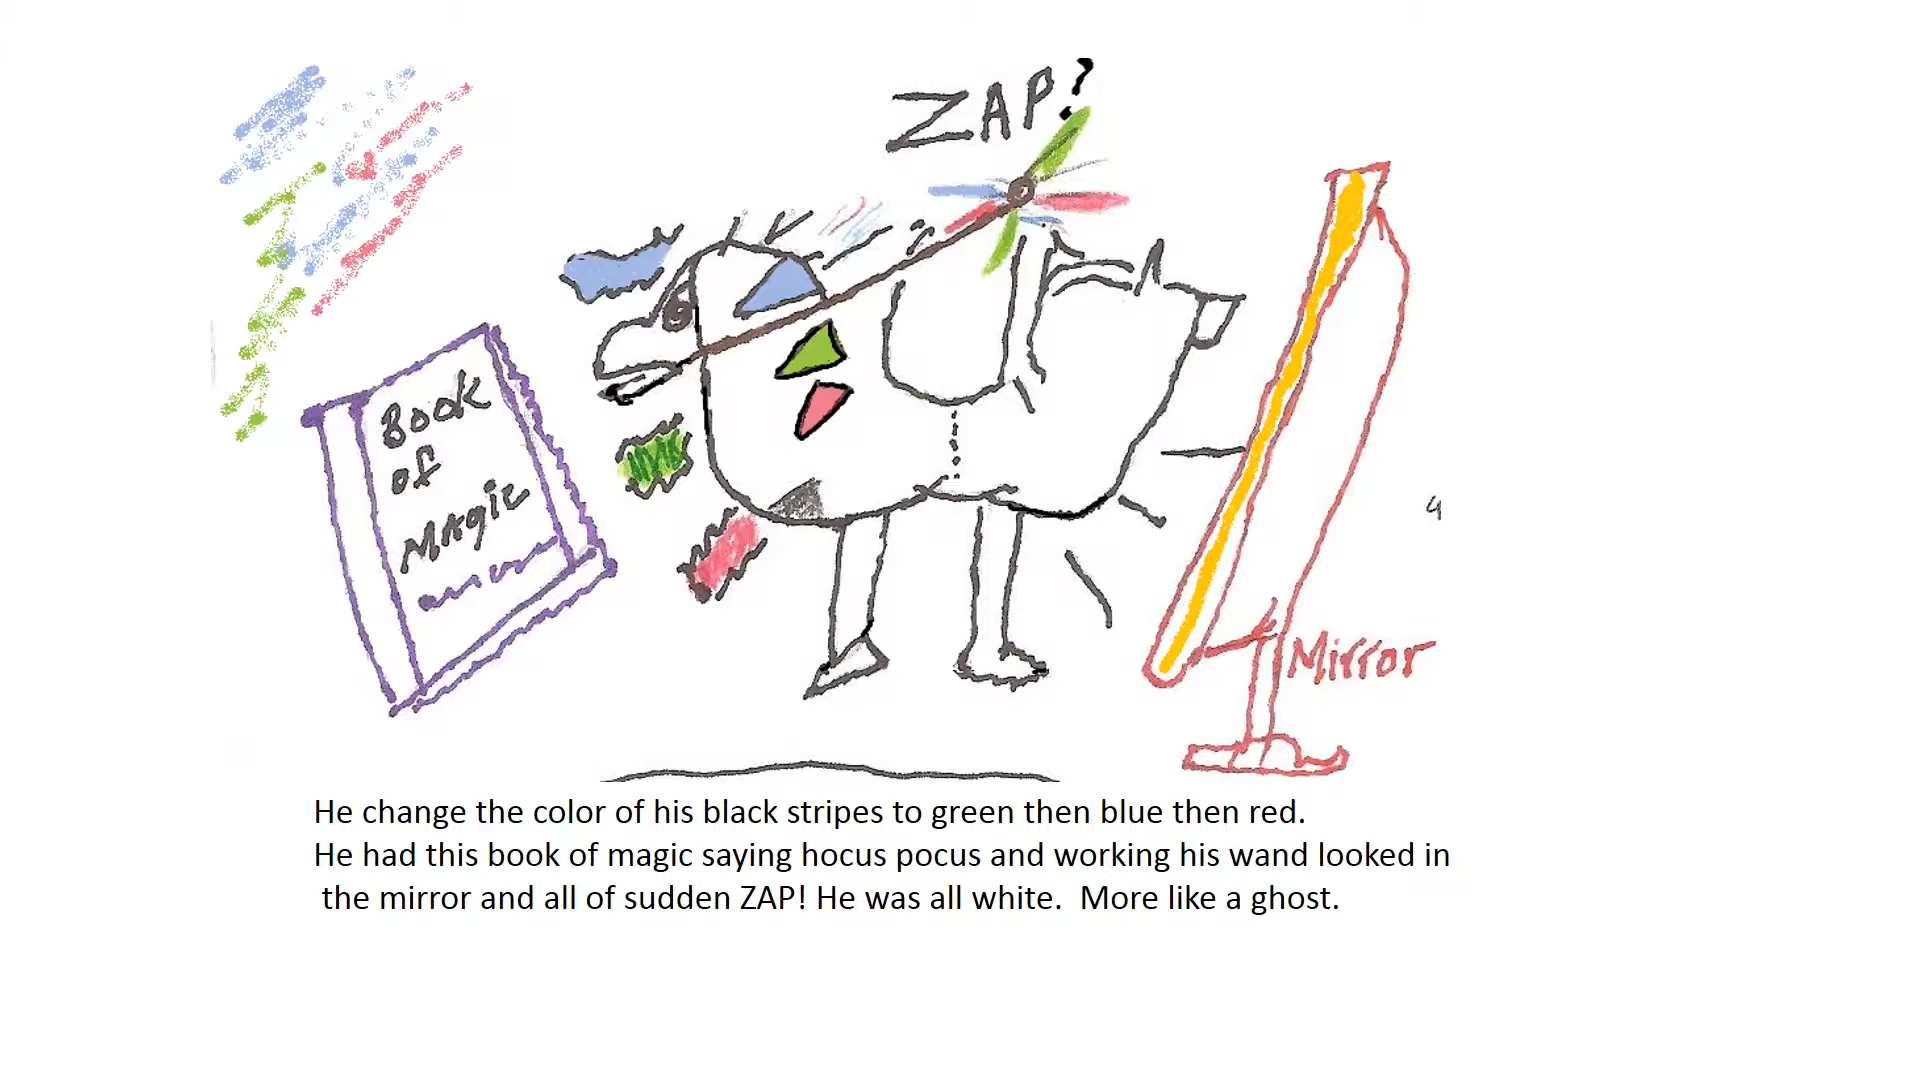 ZAP?
Book
of
Magic
Mirror
He change the color of his black stripes to green then blue then red.
He had this book of magic saying hocus pocus and working his wand looked in
the mirror and all of sudden ZAP! He was all white.  More like a ghost.